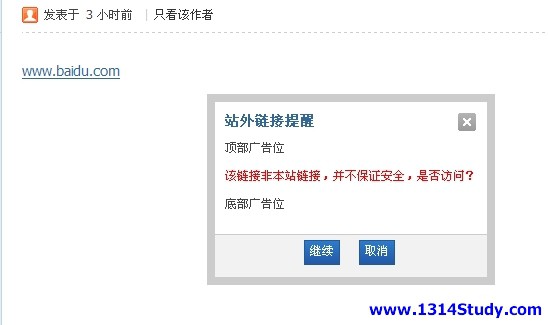 发表于 3 小时前 | 只看该作者
www.baidu.com
站外链接提醒
顶部广告位
该链接非本站链接，并不保证安全，是否访问？
底部广告位
继续 取消
www.1314Study.com